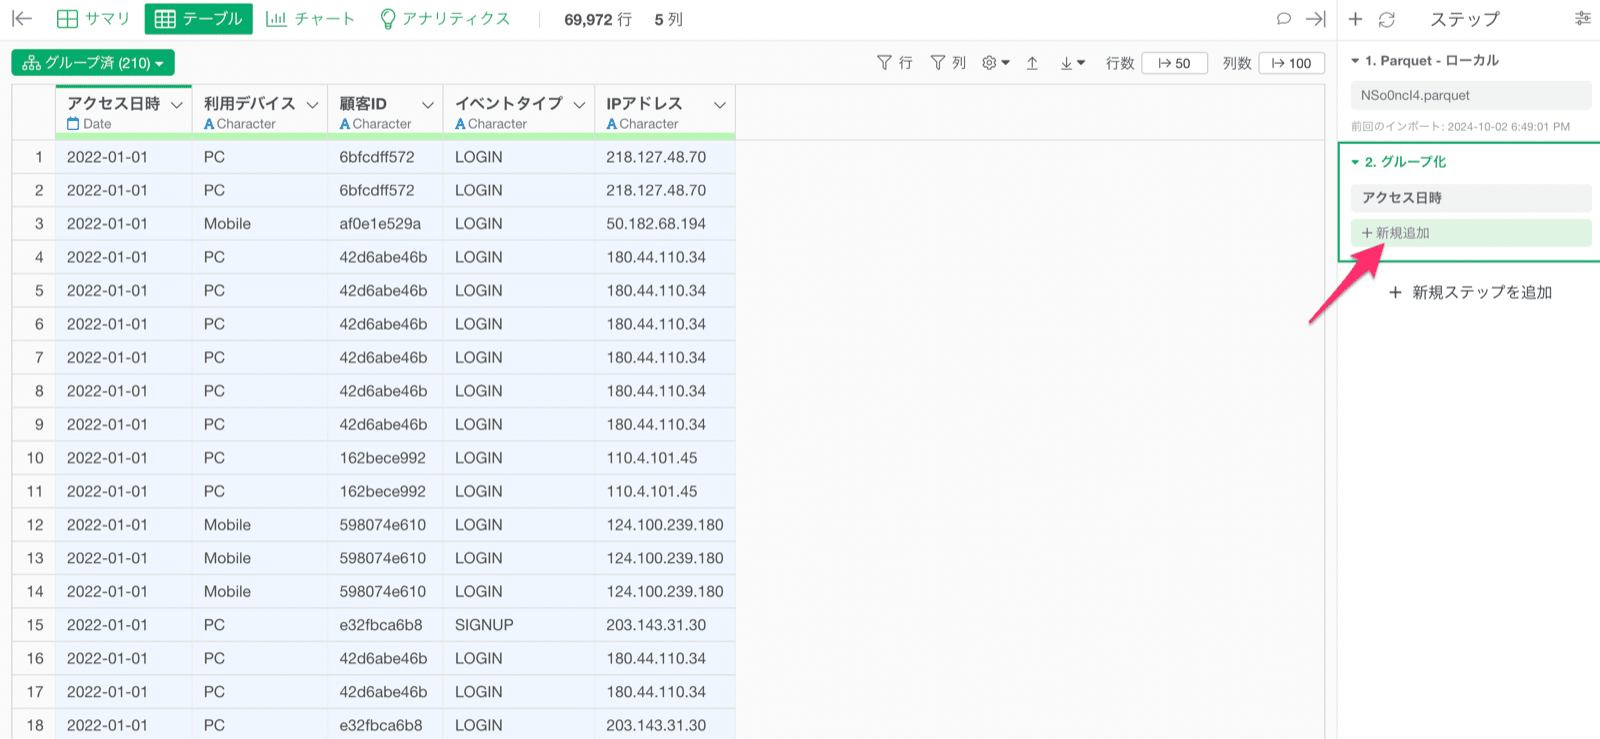 サマリ テーブル チャート アナリティクス 69,972 行 5 列
ステップ
グループ済 (210)
行 列 行数 50 列数 100
アクセス日時 利用デバイス 顧客ID イベントタイプ IPアドレス
Date Character Character Character Character
1 2022-01-01 PC 6bfcdff572 LOGIN 218.127.48.70
2 2022-01-01 PC 6bfcdff572 LOGIN 218.127.48.70
3 2022-01-01 Mobile af0e1e529a LOGIN 50.182.68.194
4 2022-01-01 PC 42d6abe46b LOGIN 180.44.110.34
5 2022-01-01 PC 42d6abe46b LOGIN 180.44.110.34
6 2022-01-01 PC 42d6abe46b LOGIN 180.44.110.34
7 2022-01-01 PC 42d6abe46b LOGIN 180.44.110.34
8 2022-01-01 PC 42d6abe46b LOGIN 180.44.110.34
9 2022-01-01 PC 42d6abe46b LOGIN 180.44.110.34
10 2022-01-01 PC 162bece992 LOGIN 110.4.101.45
11 2022-01-01 PC 162bece992 LOGIN 110.4.101.45
12 2022-01-01 Mobile 598074e610 LOGIN 124.100.239.180
13 2022-01-01 Mobile 598074e610 LOGIN 124.100.239.180
14 2022-01-01 Mobile 598074e610 LOGIN 124.100.239.180
15 2022-01-01 PC e32fbca6b8 SIGNUP 203.143.31.30
16 2022-01-01 PC 42d6abe46b LOGIN 180.44.110.34
17 2022-01-01 PC 42d6abe46b LOGIN 180.44.110.34
18 2022-01-01 PC e32fbca6b8 LOGIN 203.143.31.30
1. Parquet - ローカル
NSo0ncI4.parquet
前回のインポート: 2024-10-02 6:49:01 PM
2. グループ化
アクセス日時
+ 新規追加
+ 新規ステップを追加